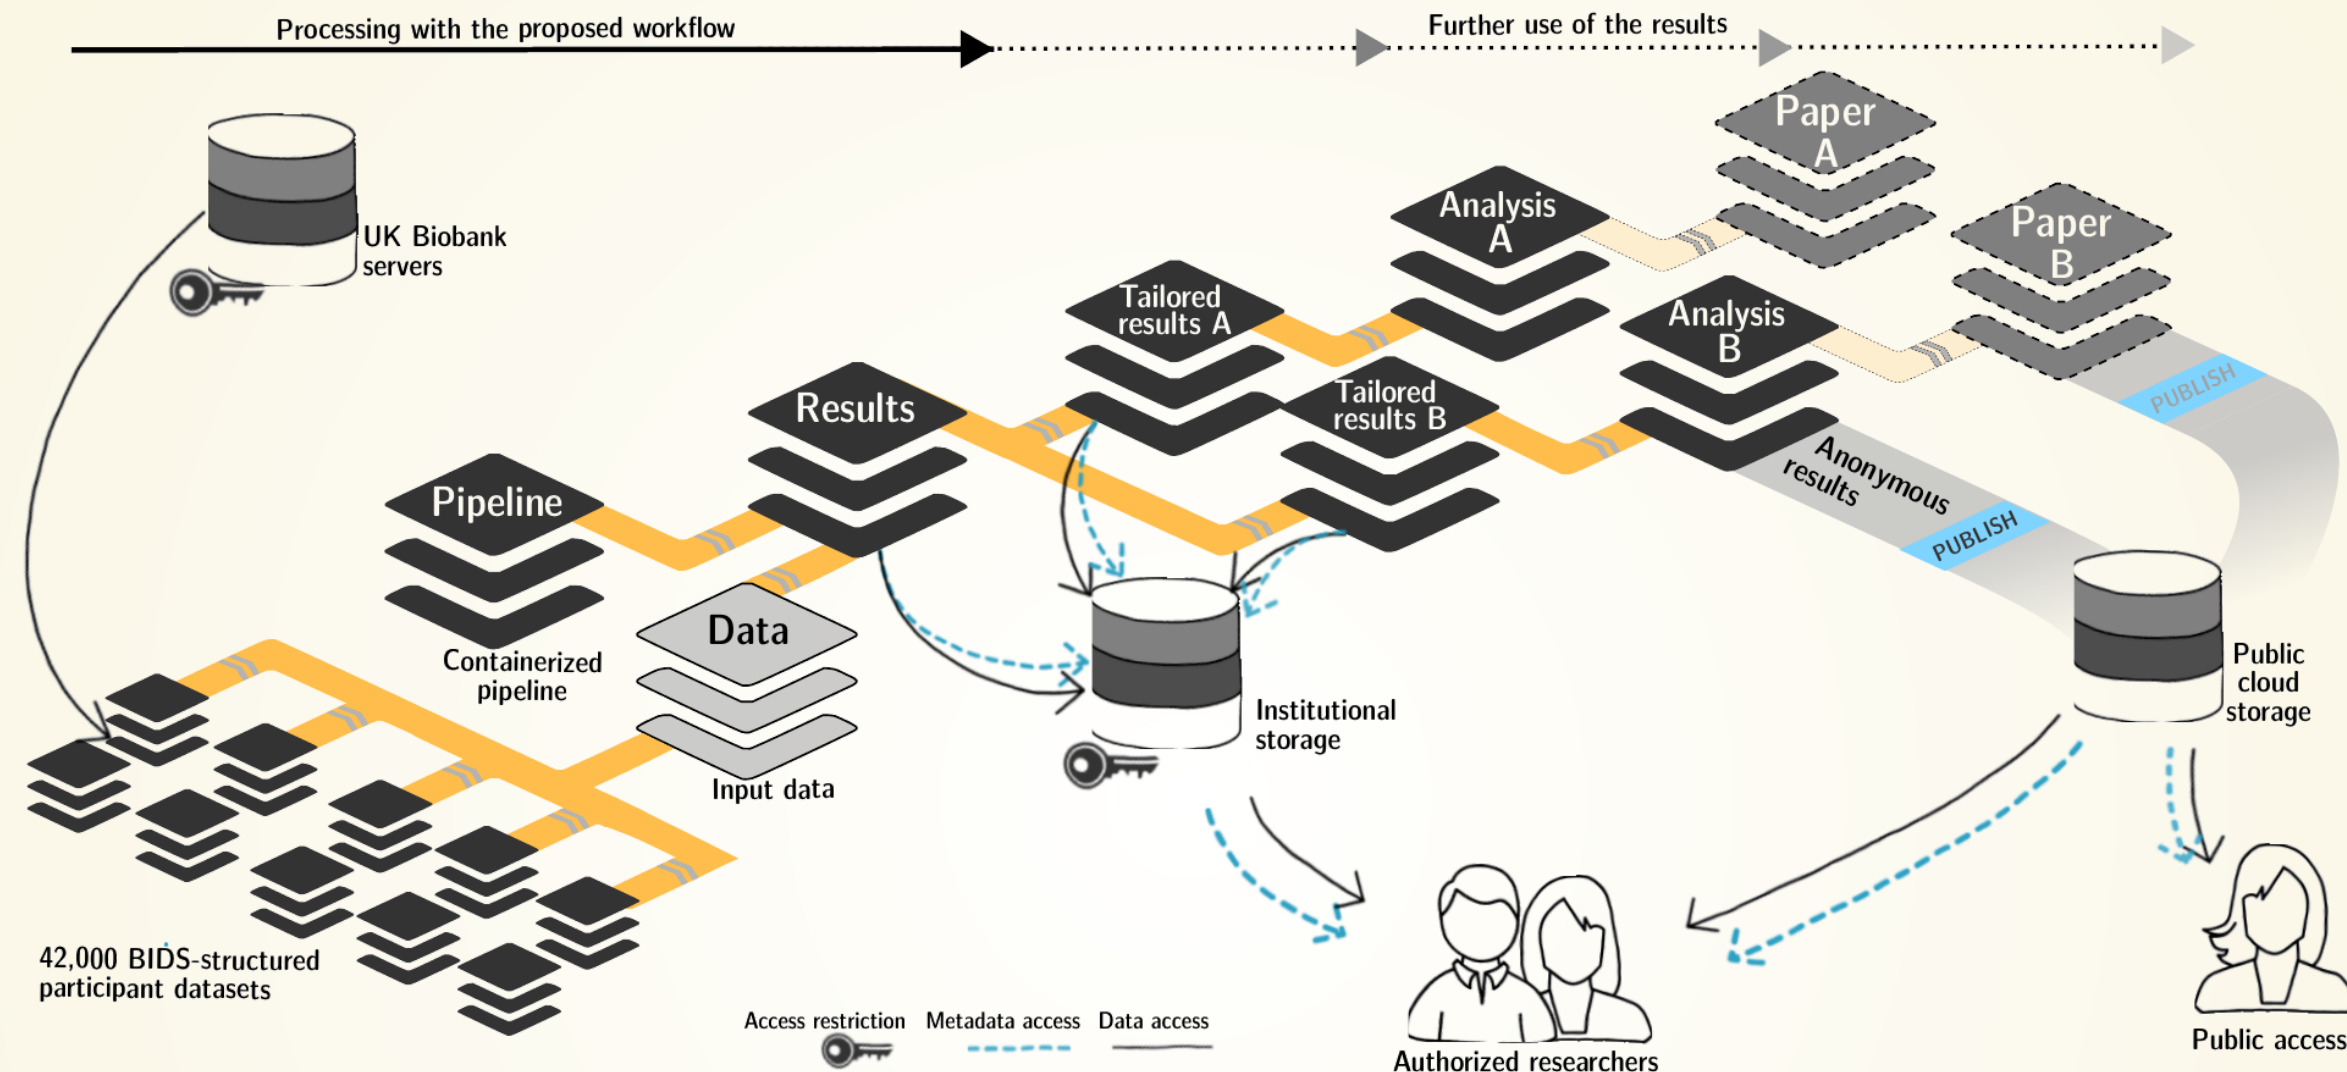 Processing with the proposed workflow
Further use of the results
Paper
A
Paper
B
Analysis
A
Analysis
B
UK Biobank
servers
Tailored
results A
Tailored
results B
Results
Pipeline
PUBLISH
Anonymous
results
PUBLISH
Containerized
pipeline
Data
Input data
Institutional
storage
Public
cloud
storage
42,000 BIDS-structured
participant datasets
Access restriction
Metadata access
Data access
Authorized researchers
Public access